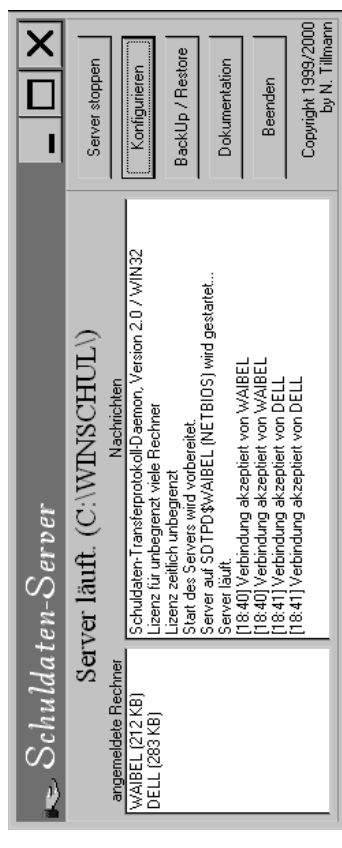 Schuldaten-Server
Server läuft. (C:\WINSCHUL\)
angemeldete Rechner
WAIBEL (212 KB)
DELL (283 KB)
Nachrichten
Schuldaten-Transferprotokoll-Daemon, Version 2.0 / WIN32
Lizenz für unbegrenzt viele Rechner
Lizenz zeitlich unbegrenzt
Start des Servers wird vorbereitet.
Server auf SDTPD$WAIBEL (NETBIOS) wird gestartet...
Server läuft.
[18:40] Verbindung akzeptiert von WAIBEL
[18:40] Verbindung akzeptiert von WAIBEL
[18:41] Verbindung akzeptiert von DELL
[18:41] Verbindung akzeptiert von DELL
Server stoppen
Konfigurieren
BackUp / Restore
Dokumentation
Beenden
Copyright 1999/2000
by N. Tillmann